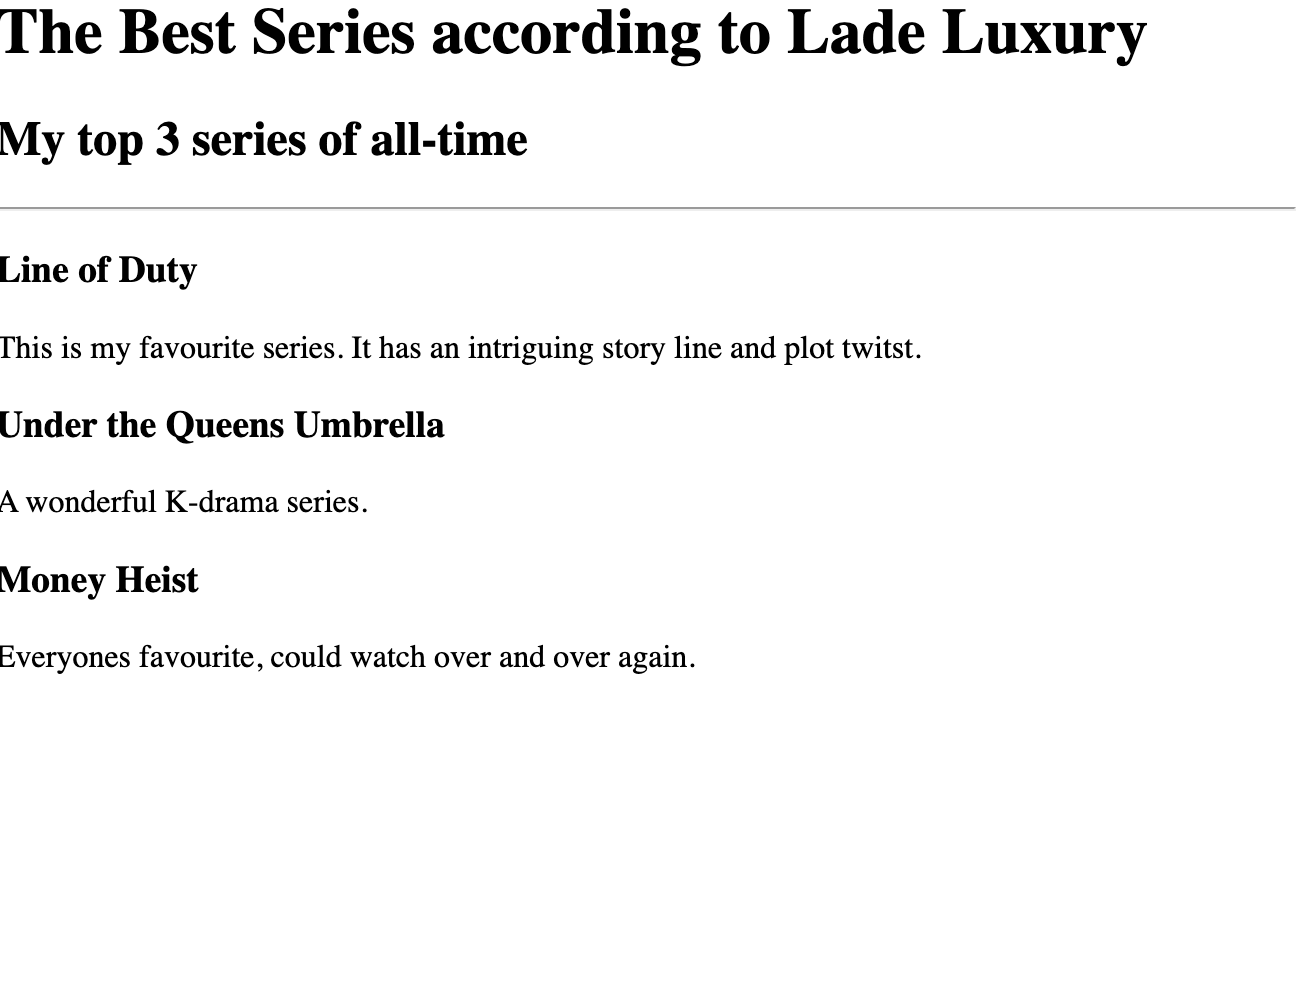 The Best Series according to Lade Luxury
My top 3 series of all-time
Line of Duty
This is my favourite series. It has an intriguing story line and plot twitst.
Under the Queens Umbrella
A wonderful K-drama series.
Money Heist
Everyones favourite, could watch over and over again.